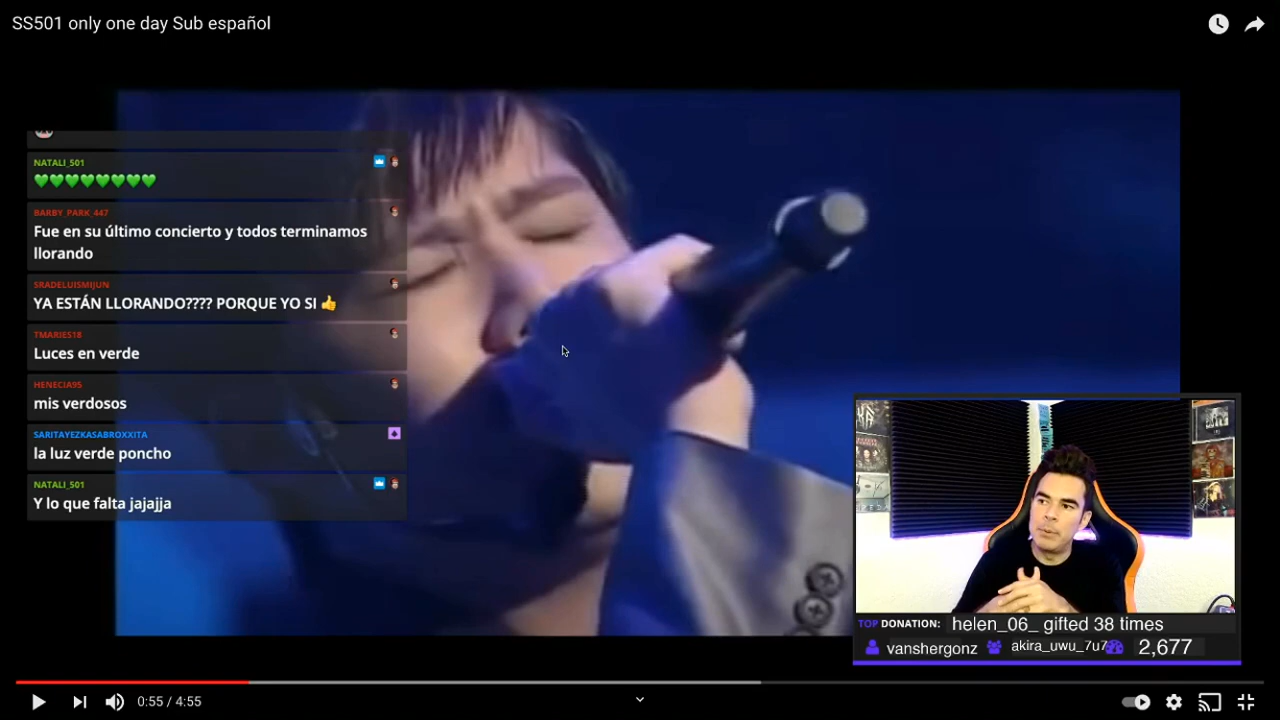 SS501 only one day Sub español
NATALI_501
💚💚💚💚💚💚💚💚
BARBY_PARK_447
Fue en su último concierto y todos terminamos
llorando
SRADELUISMIJUN
YA ESTÁN LLORANDO???? PORQUE YO SI 👍
TMARIES18
Luces en verde
HENECIA95
mis verdosos
SARITAYEZKASABROXXITA
la luz verde poncho
NATALI_501
Y lo que falta jajajja
TOP DONATION: helen_06_ gifted 38 times
vanshergonz akira_uwu_7u7 2,677
0:55 / 4:55